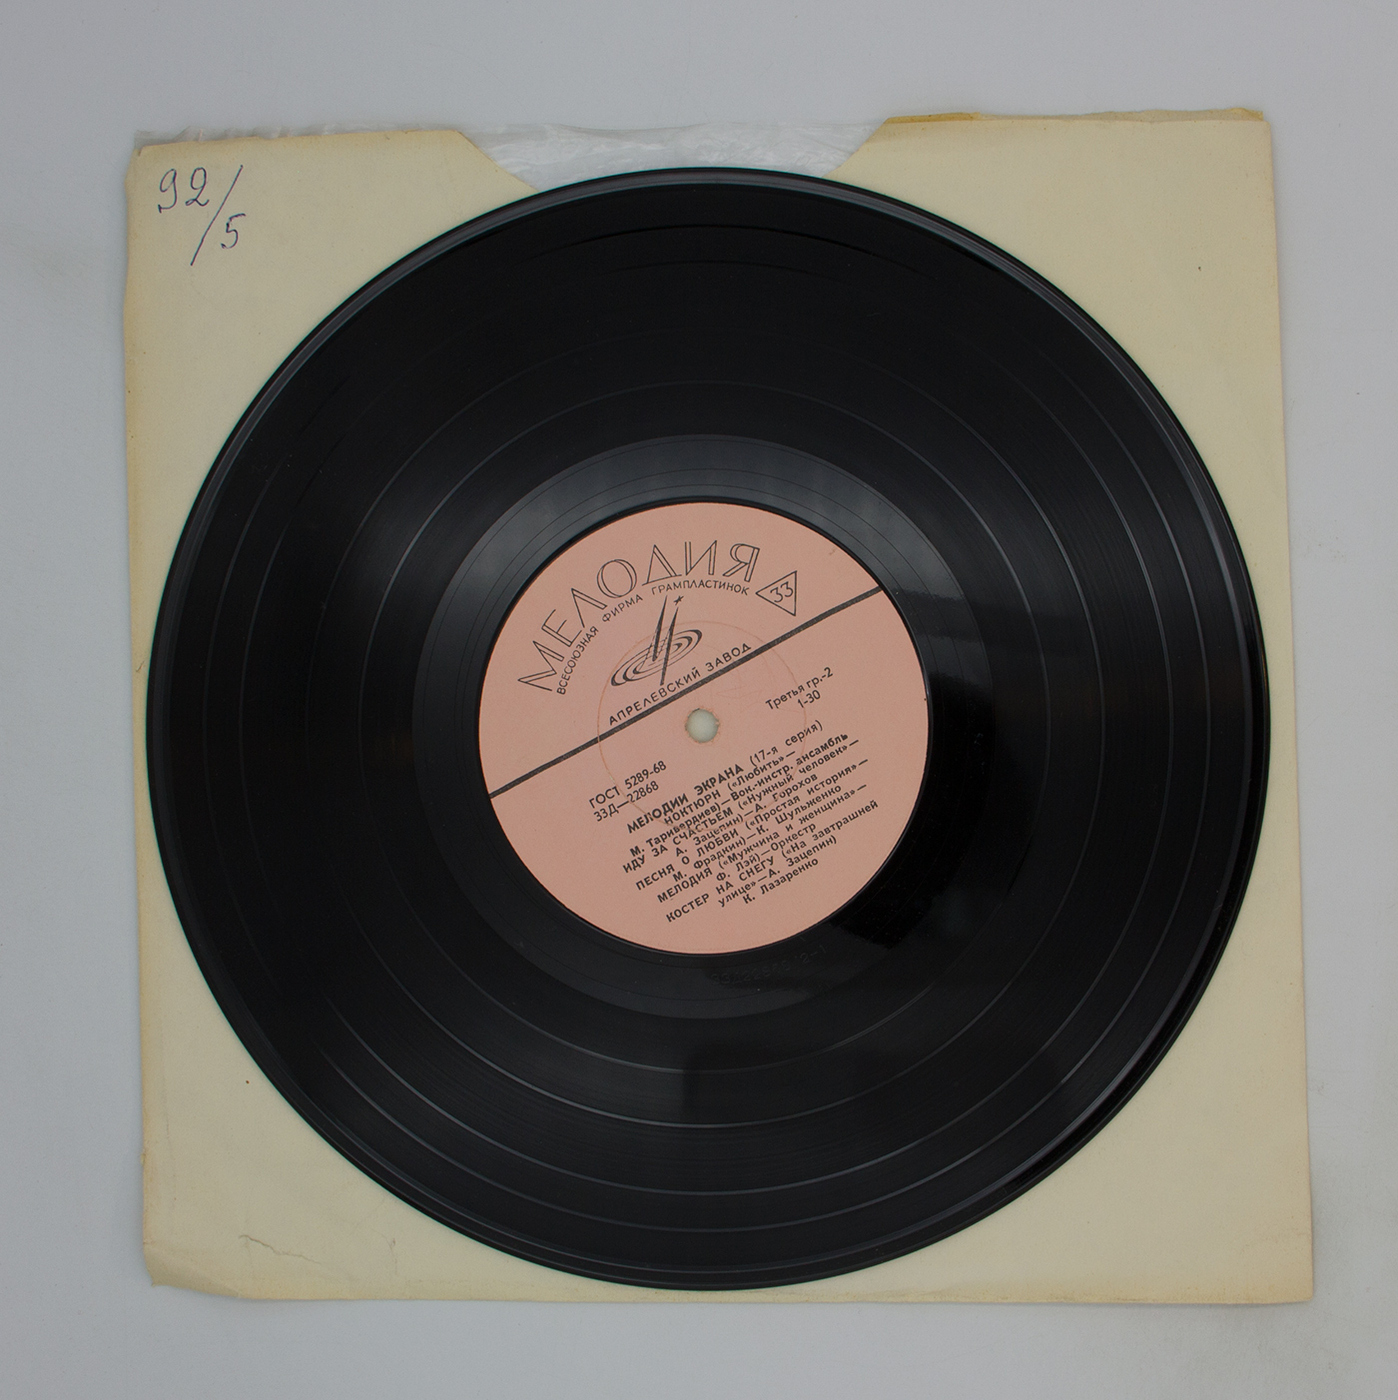 92/5
МЕЛОДИЯ
ВСЕСОЮЗНАЯ ФИРМА ГРАМПЛАСТИНОК
33
АПРЕЛЕВСКИЙ ЗАВОД
Третья гр.-2
1-30
ГОСТ 5289-68
33Д—22868
МЕЛОДИИ ЭКРАНА (17-я серия)
НОКТЮРН («Любить»—
М. Таривердиев)—Вок.-инстр. ансамбль
ИДУ ЗА СЧАСТЬЕМ («Нужный человек»—
А. Зацепин)—А. Горохов
ПЕСНЯ О ЛЮБВИ («Простая история»—
М. Фрадкин)—К. Шульженко
МЕЛОДИЯ («Мужчина и женщина»—
Ф. Лэй)—Оркестр
КОСТЕР НА СНЕГУ («На завтрашней
улице»—А. Зацепин)
К. Лазаренко